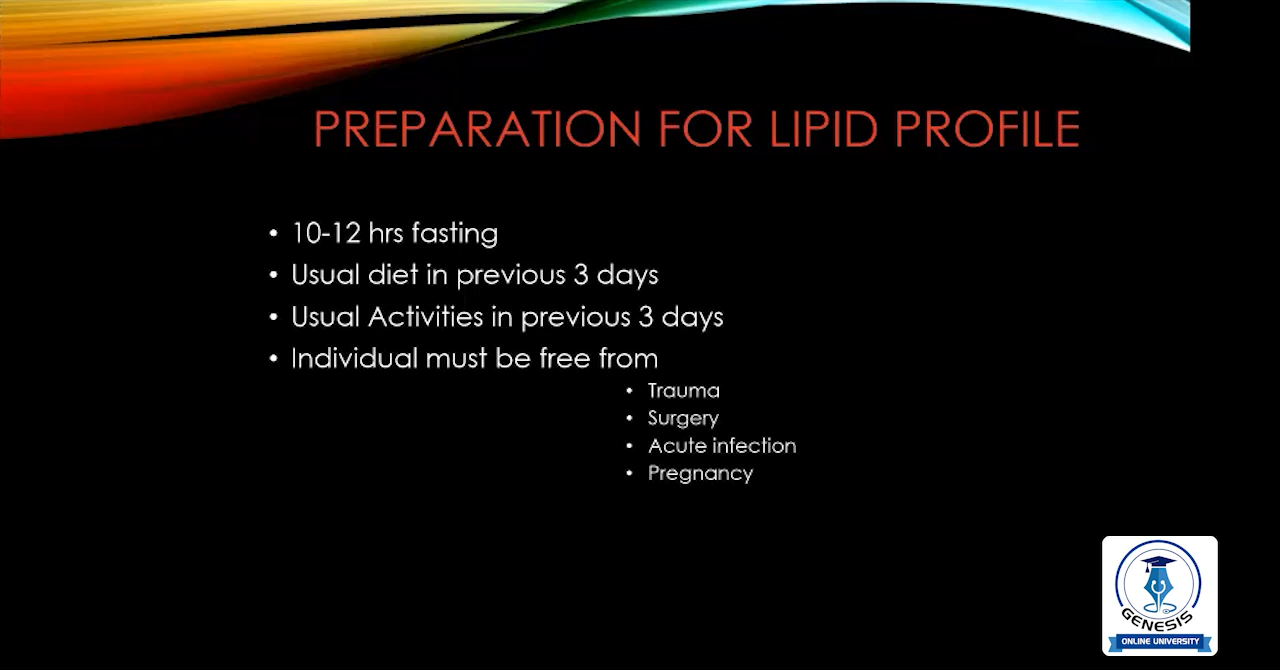 PREPARATION FOR LIPID PROFILE
• 10-12 hrs fasting
• Usual diet in previous 3 days
• Usual Activities in previous 3 days
• Individual must be free from
• Trauma
• Surgery
• Acute infection
• Pregnancy
GENESIS
ONLINE UNIVERSITY